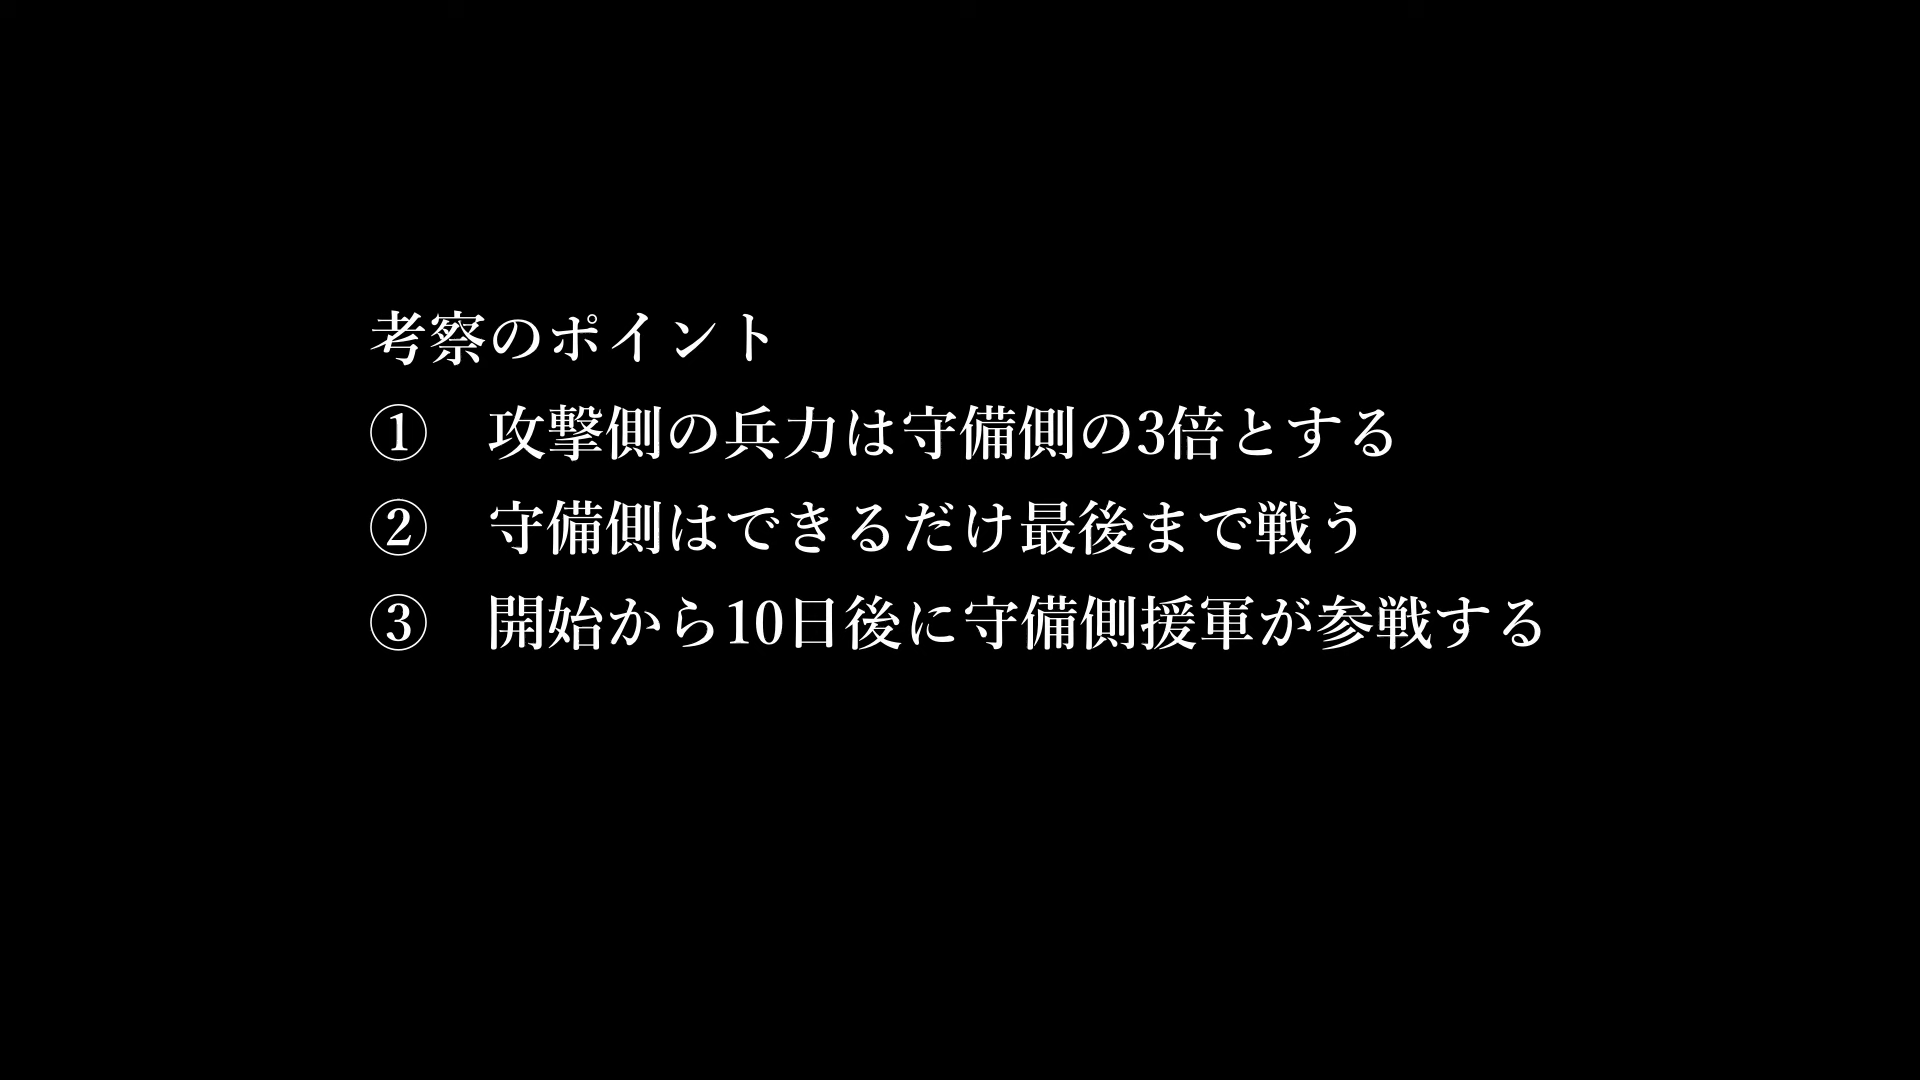 考察のポイント
①　攻撃側の兵力は守備側の3倍とする
②　守備側はできるだけ最後まで戦う
③　開始から10日後に守備側援軍が参戦する